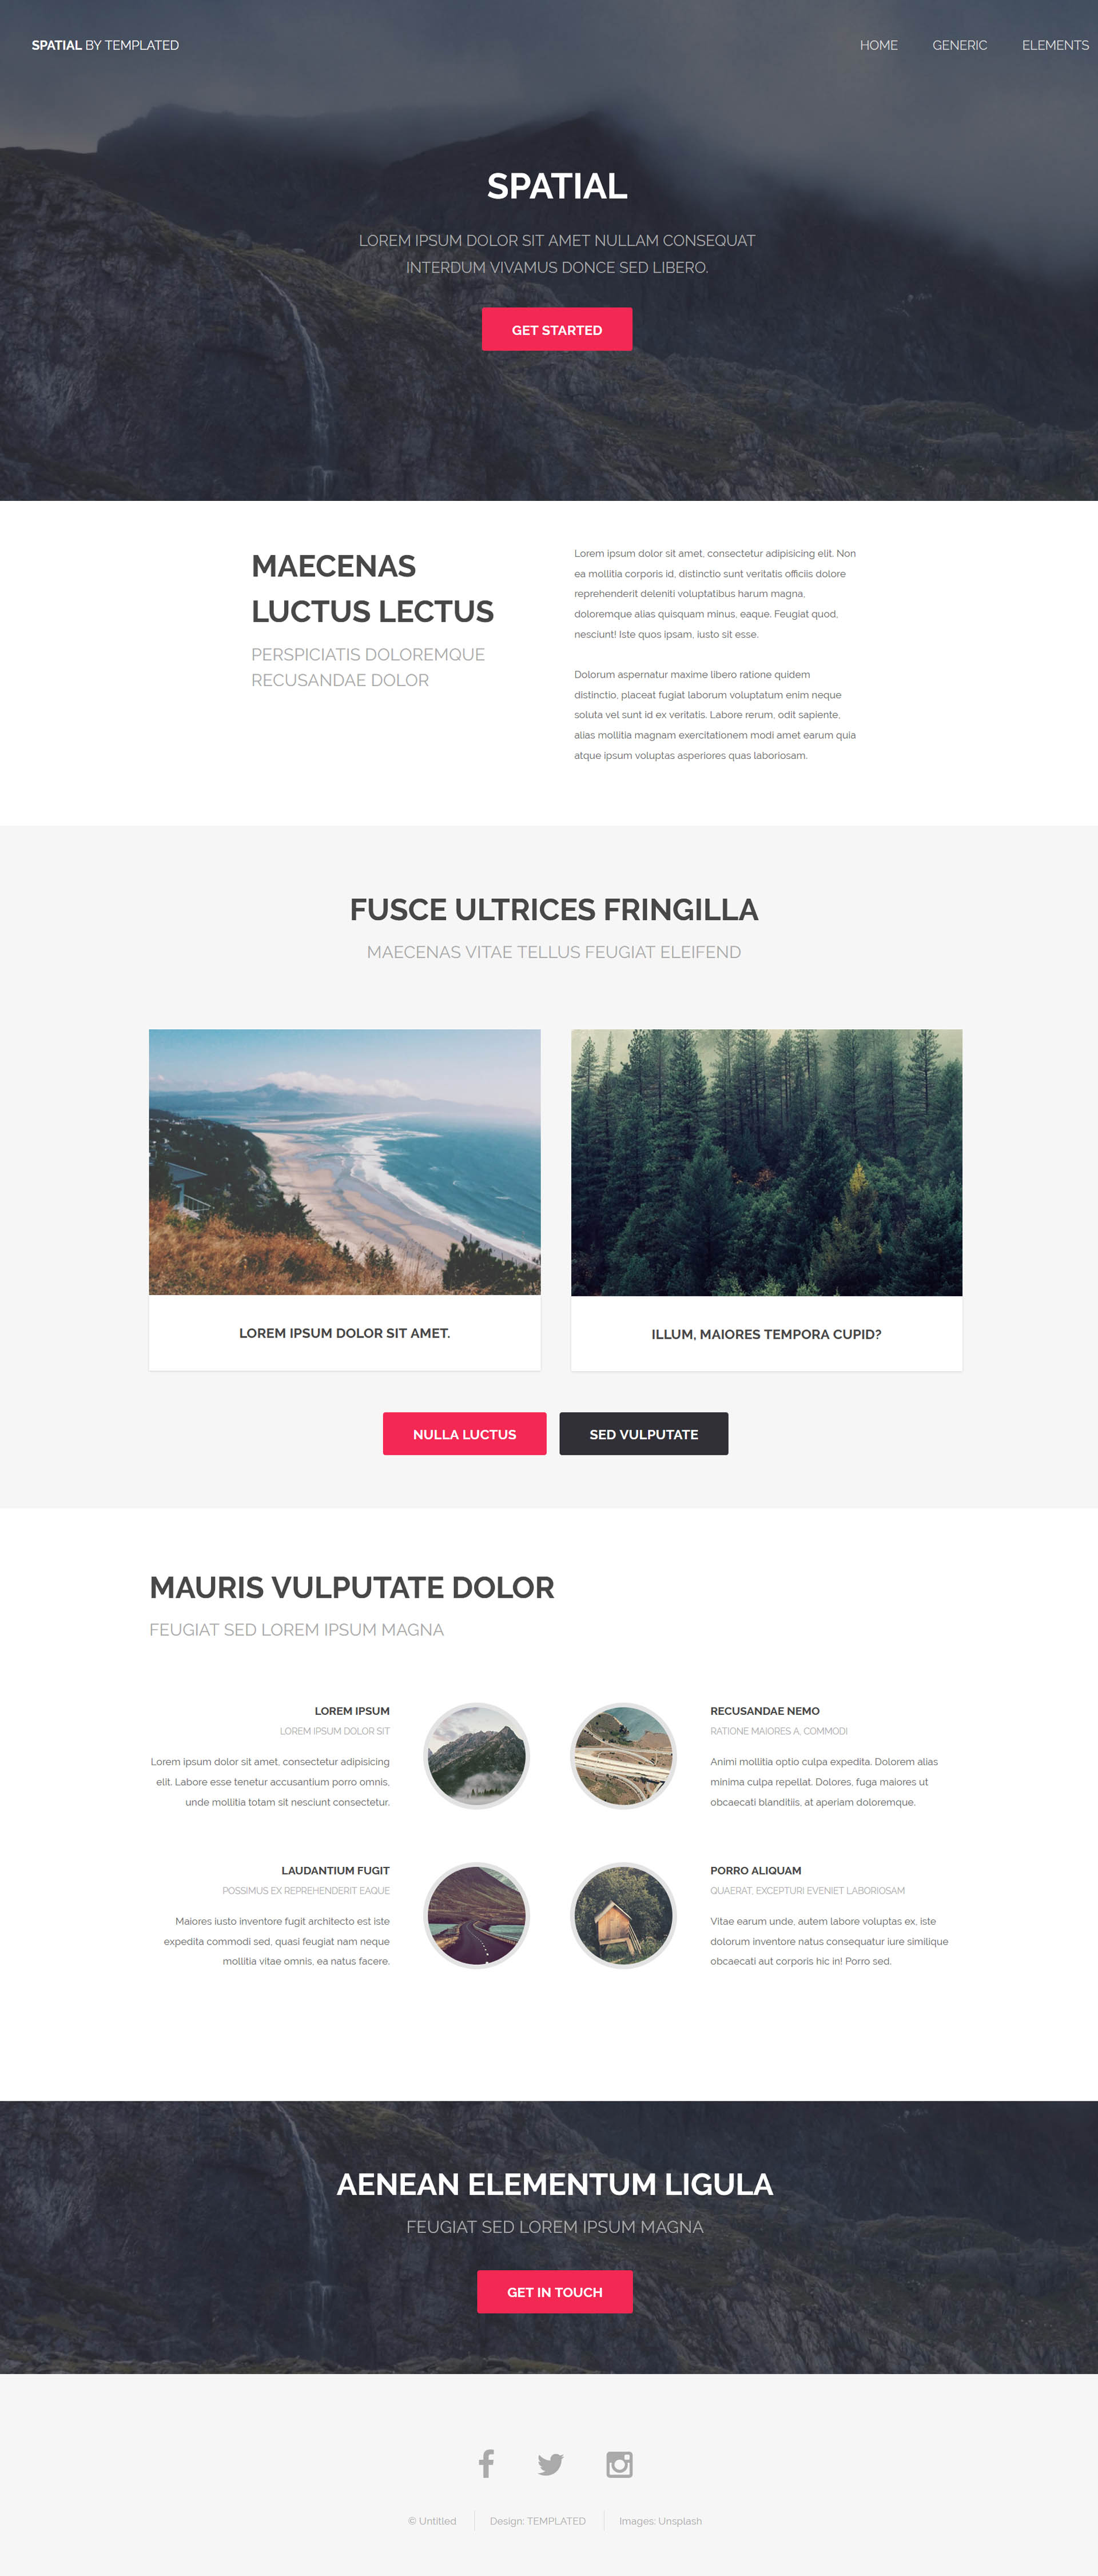 SPATIAL BY TEMPLATED
HOME GENERIC ELEMENTS
SPATIAL
LOREM IPSUM DOLOR SIT AMET NULLAM CONSEQUAT
INTERDUM VIVAMUS DONCE SED LIBERO.
GET STARTED
MAECENAS
LUCTUS LECTUS
PERSPICIATIS DOLOREMQUE
RECUSANDAE DOLOR
Lorem ipsum dolor sit amet, consectetur adipisicing elit. Non
ea mollitia corporis id, distinctio sunt veritatis officiis dolore
reprehenderit deleniti voluptatibus harum magna,
doloremque alias quisquam minus, eaque. Feugiat quod,
nesciunt! Iste quos ipsam, iusto sit esse.
Dolorum aspernatur maxime libero ratione quidem
distinctio, placeat fugiat laborum voluptatum enim neque
soluta vel sunt id ex veritatis. Labore rerum, odit sapiente,
alias mollitia magnam exercitationem modi amet earum quia
atque ipsum voluptas asperiores quas laboriosam.
FUSCE ULTRICES FRINGILLA
MAECENAS VITAE TELLUS FEUGIAT ELEIFEND
LOREM IPSUM DOLOR SIT AMET.
ILLUM, MAIORES TEMPORA CUPID?
NULLA LUCTUS
SED VULPUTATE
MAURIS VULPUTATE DOLOR
FEUGIAT SED LOREM IPSUM MAGNA
LOREM IPSUM
LOREM IPSUM DOLOR SIT
Lorem ipsum dolor sit amet, consectetur adipisicing
elit. Labore esse tenetur accusantium porro omnis,
unde mollitia totam sit nesciunt consectetur.
RECUSANDAE NEMO
RATIONE MAIORES A, COMMODI
Animi mollitia optio culpa expedita. Dolorem alias
minima culpa repellat. Dolores, fuga maiores ut
obcaecati blanditiis, at aperiam doloremque.
LAUDANTIUM FUGIT
POSSIMUS EX REPREHENDERIT EAQUE
Maiores iusto inventore fugit architecto est iste
expedita commodi sed, quasi feugiat nam neque
mollitia vitae omnis, ea natus facere.
PORRO ALIQUAM
QUAERAT, EXCEPTURI EVENIET LABORIOSAM
Vitae earum unde, autem labore voluptas ex, iste
dolorum inventore natus consequatur iure similique
obcaecati aut corporis hic in! Porro sed.
AENEAN ELEMENTUM LIGULA
FEUGIAT SED LOREM IPSUM MAGNA
GET IN TOUCH
© Untitled
Design: TEMPLATED
Images: Unsplash